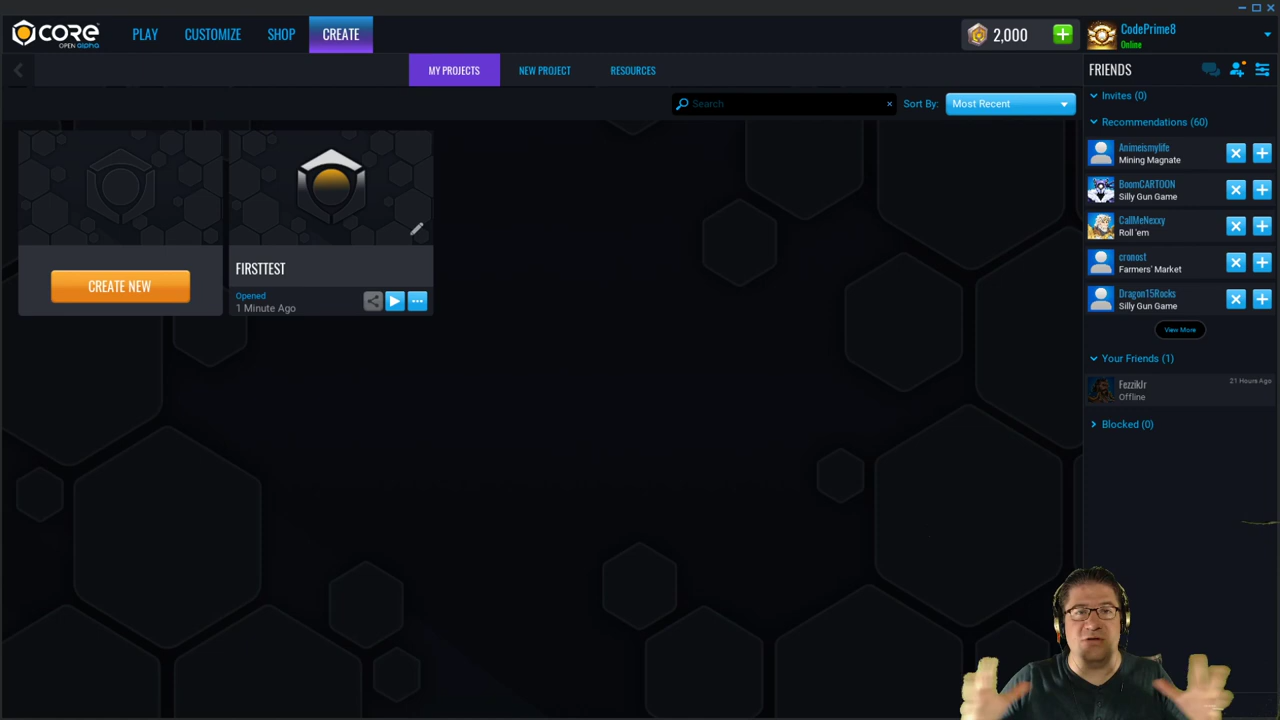 CORE
OPEN alpha
PLAY
CUSTOMIZE
SHOP
CREATE
2,000
CodePrime8
Online
MY PROJECTS
NEW PROJECT
RESOURCES
FRIENDS
Search
Sort By:
Most Recent
Invites (0)
Recommendations (60)
Animeismylife
Mining Magnate
BoomCARTOON
Silly Gun Game
CallMeNexxy
Roll 'em
cronost
Farmers' Market
Dragon15Rocks
Silly Gun Game
View More
Your Friends (1)
FezzikJr
21 Hours Ago
Offline
Blocked (0)
CREATE NEW
FIRSTTEST
Opened
1 Minute Ago